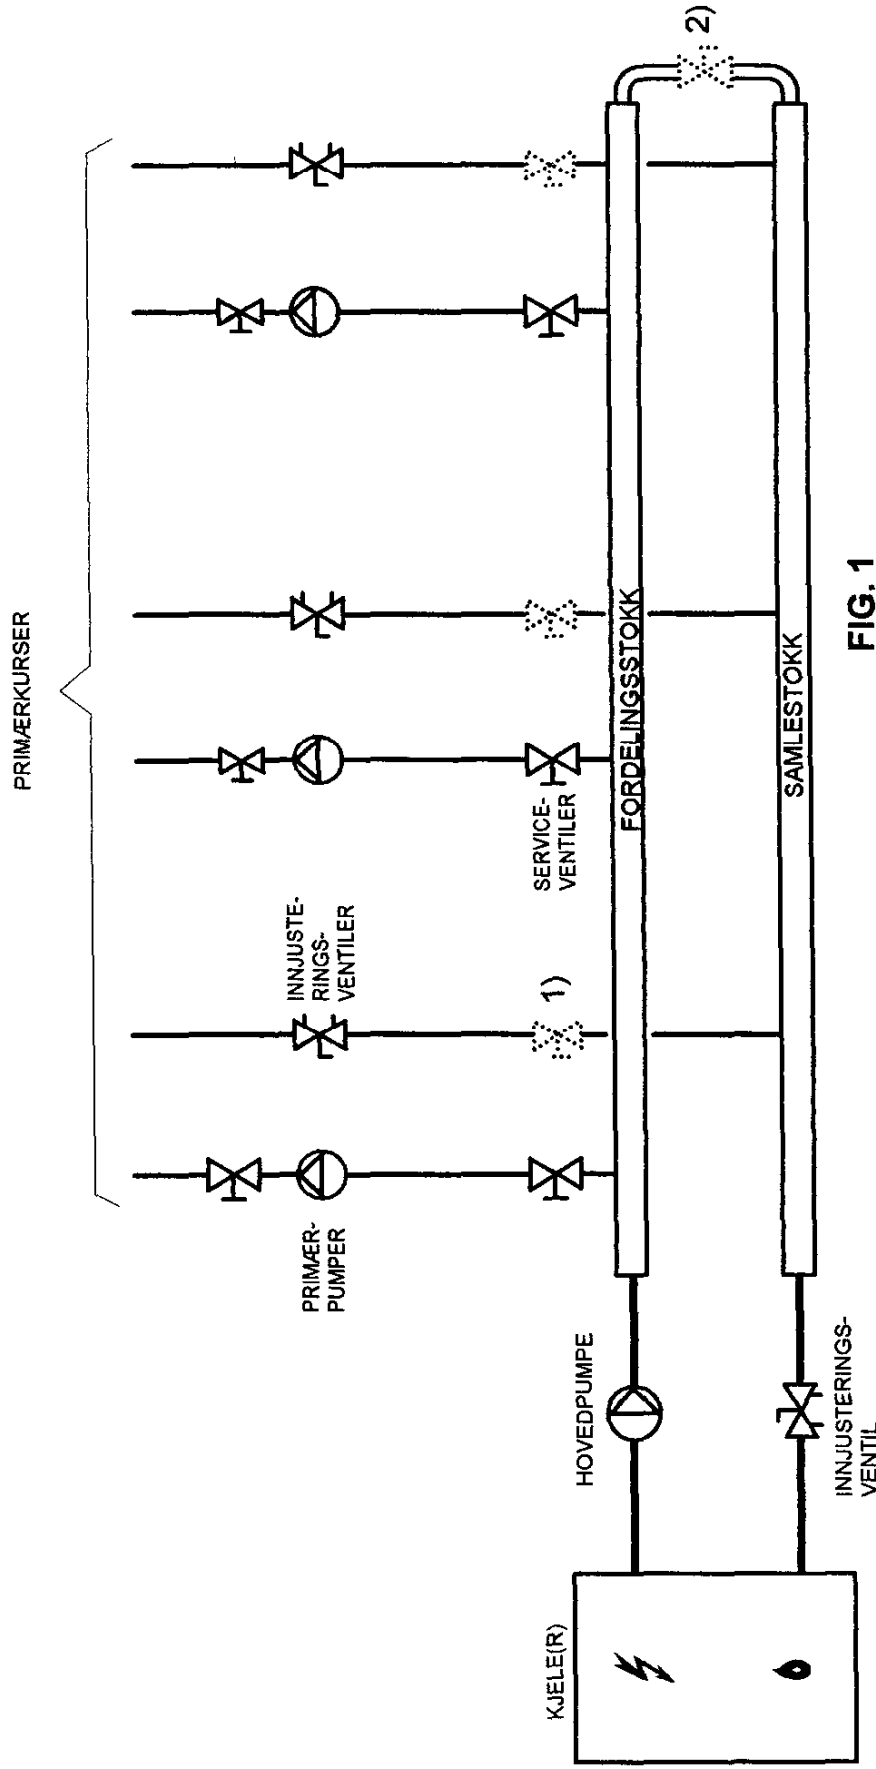 PRIMÆRKURSER
INNJUSTE-
RINGS-
VENTILER
PRIMÆR-
PUMPER
1)
SERVICE-
VENTILER
2)
FORDELINGSSTOKK
SAMLESTOKK
HOVEDPUMPE
INNJUSTERINGS-
VENTIL
KJELE(R)
FIG. 1